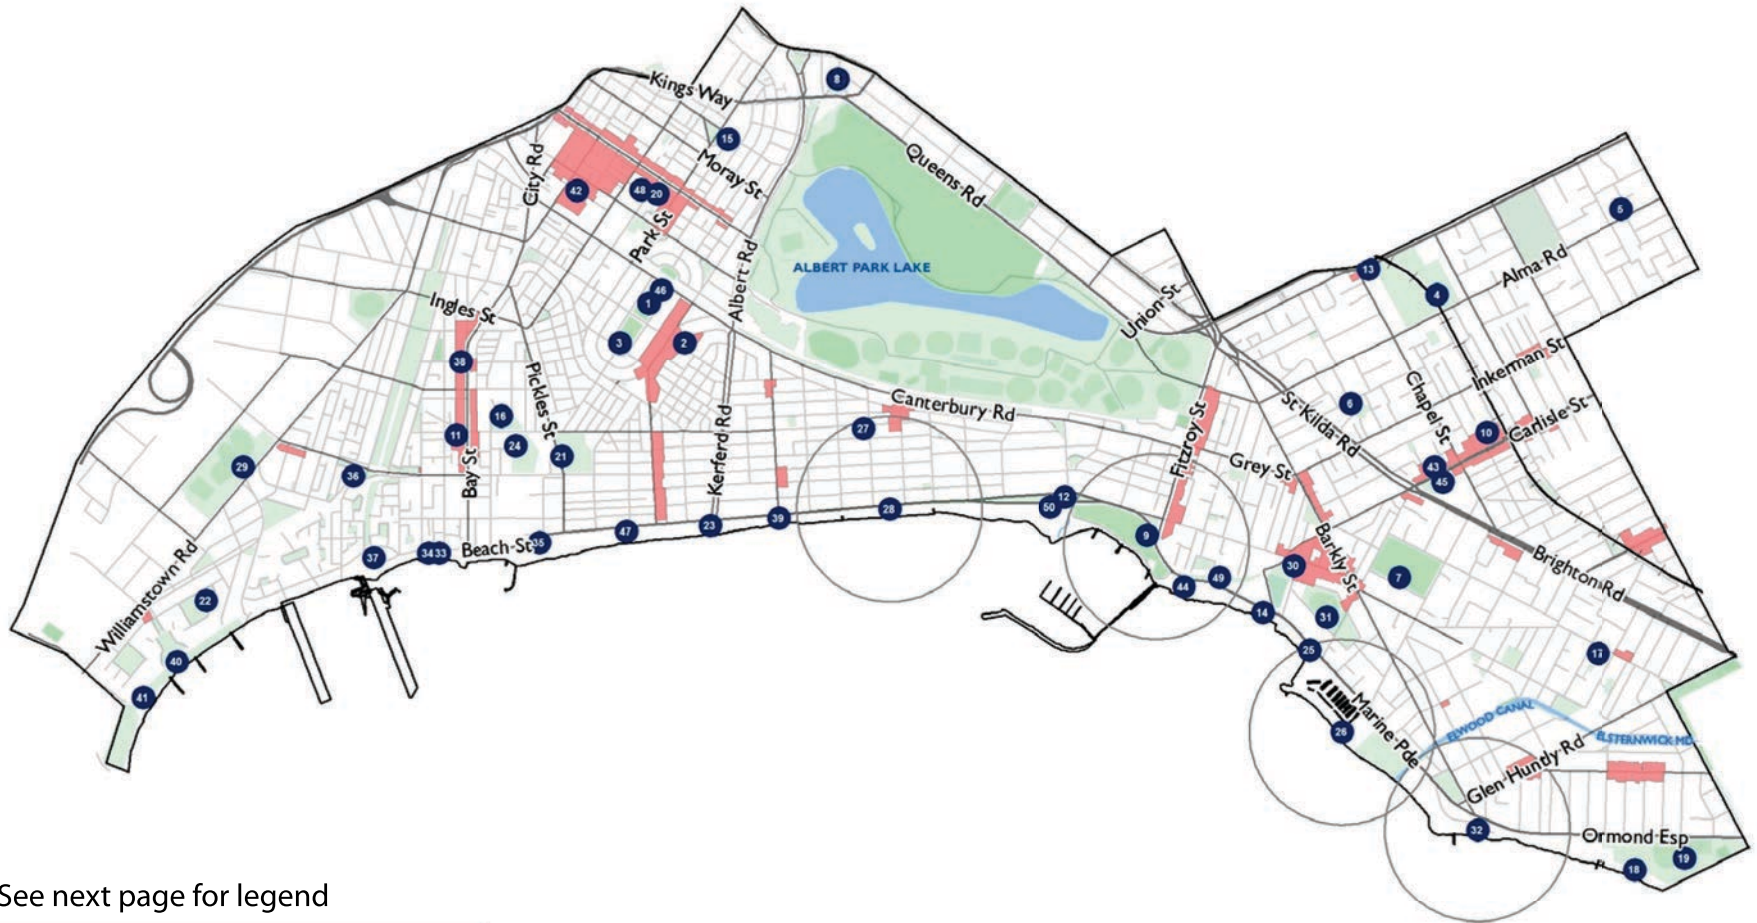 8
Kings Way
15
Queens Rd
Moray St
City Rd
42
48
20
5
Park St
Albert Rd
ALBERT PARK LAKE
13
Alma Rd
46
1
4
Ingles St
Union St
3
2
38
Inkerman St
Pickles St
Chapel St
Canterbury Rd
St Kilda Rd
6
16
Carlisle St
27
11
24
10
Fitzroy St
Kerferd Rd
21
29
36
Bay St
Grey St
43
45
12
50
28
39
23
47
35
Beach St
34
33
37
9
Barkly St
Brighton Rd
30
7
44
49
Williamstown Rd
22
14
31
25
17
40
41
Marine Pde
26
ELWOOD CANAL
ELSTERNWICK MD
Glen Huntly Rd
32
Ormond Esp
19
18
See next page for legend